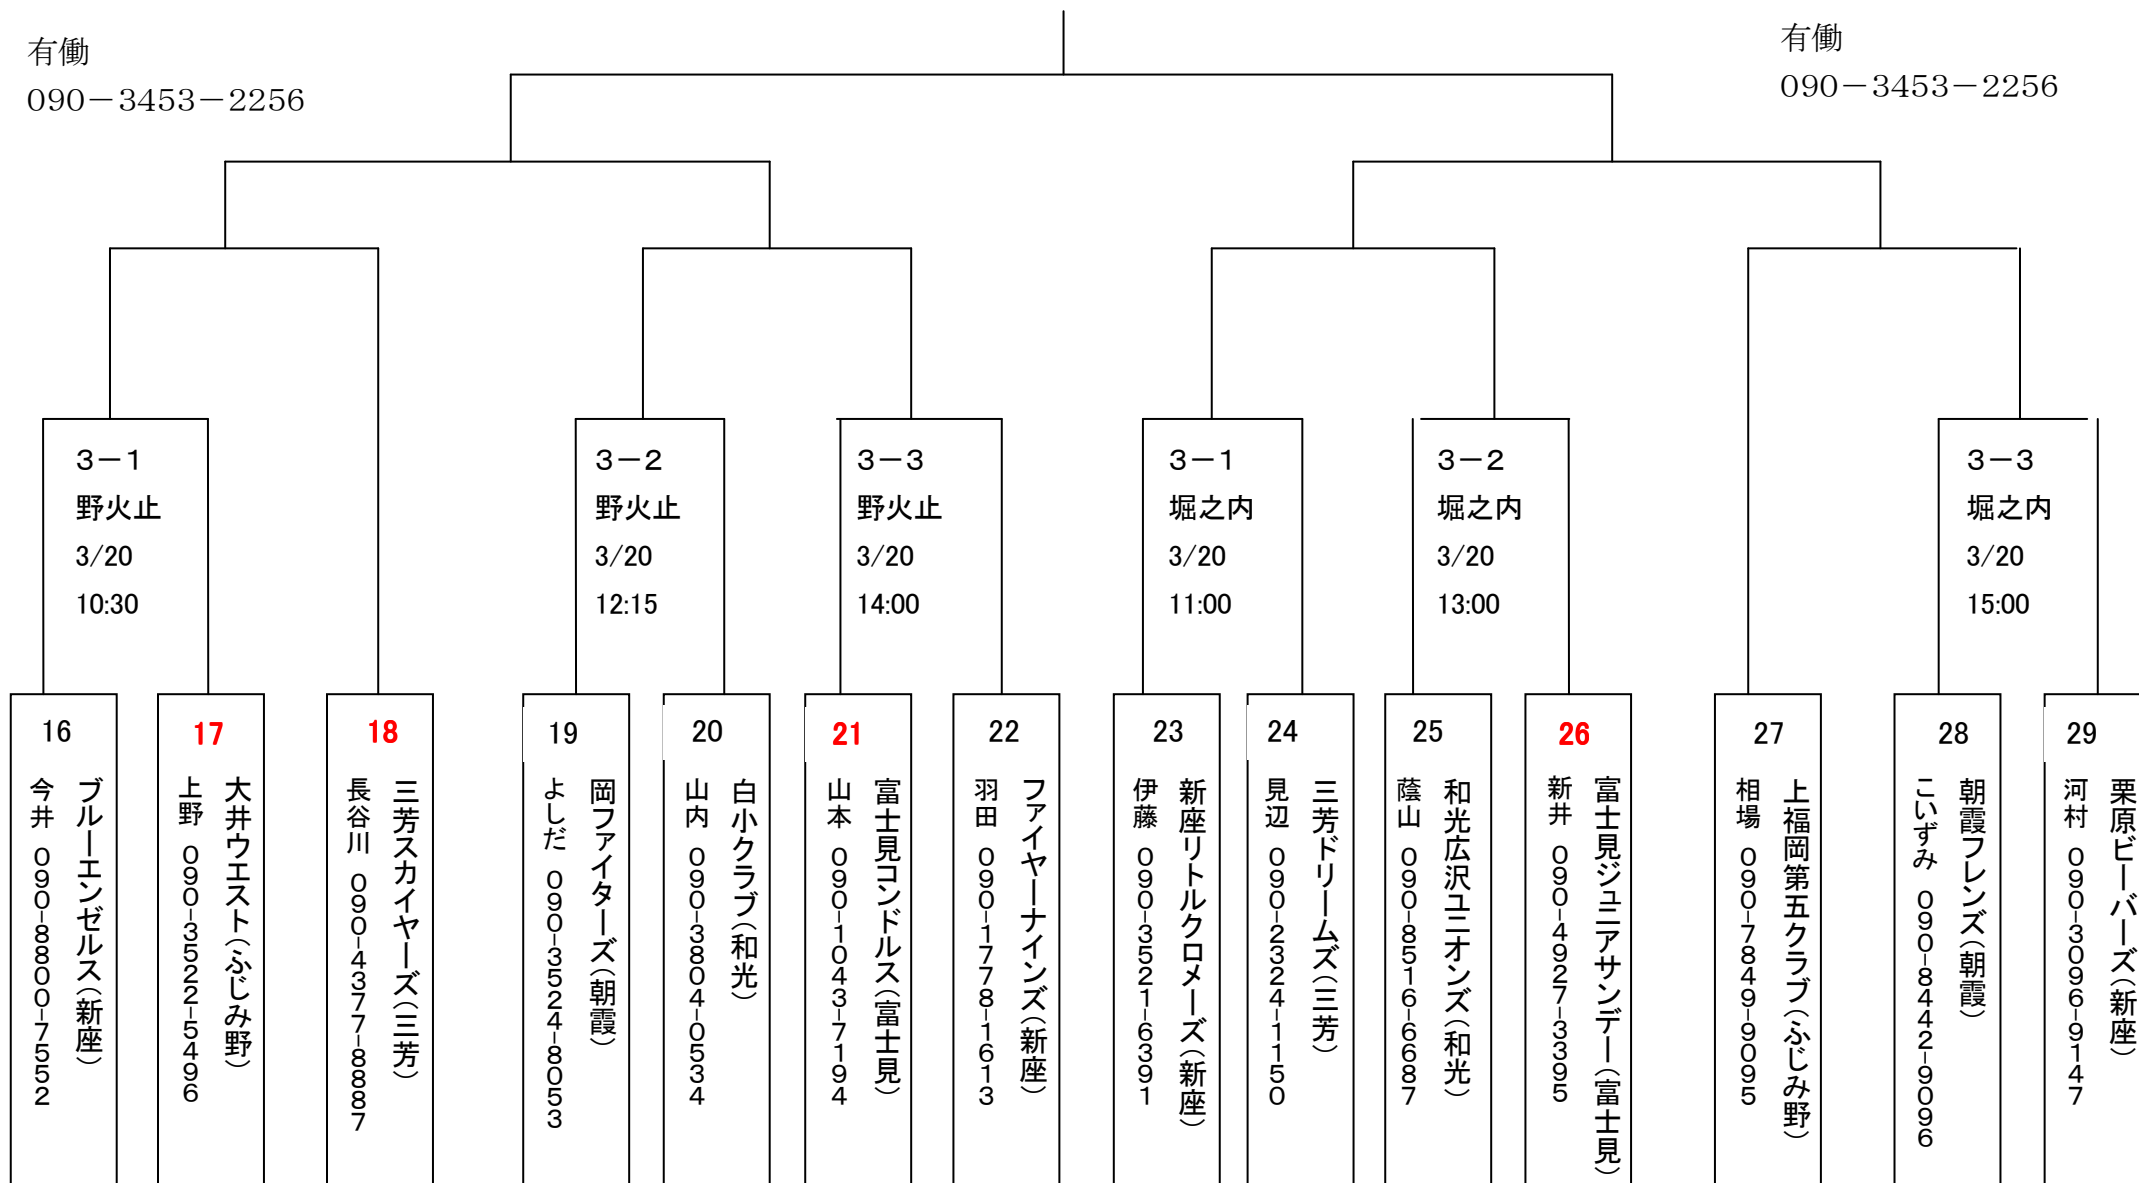 有働
090－3453－2256
有働
090－3453－2256
3－1
野火止
3/20
10:30
3－2
野火止
3/20
12:15
3－3
野火止
3/20
14:00
3－1
堀之内
3/20
11:00
3－2
堀之内
3/20
13:00
3－3
堀之内
3/20
15:00
16
ブルーエンゼルス(新座)
今井 090-8800-7552
17
大井ウエスト(ふじみ野)
上野 090-3522-5496
18
三芳スカイヤーズ(三芳)
長谷川 090-4377-8887
19
岡ファイターズ(朝霞)
よしだ 090-3524-8053
20
白小クラブ(和光)
山内 090-3804-0534
21
富士見コンドルス(富士見)
山本 090-1043-7194
22
ファイヤーナインズ(新座)
羽田 090-1778-1613
23
新座リトルクロメーズ(新座)
伊藤 090-3521-6391
24
三芳ドリームズ(三芳)
見辺 090-2324-1150
25
和光広沢ユニオンズ(和光)
蔭山 090-8516-6687
26
富士見ジュニアサンデー(富士見)
新井 090-4927-3395
27
上福岡第五クラブ(ふじみ野)
相場 090-7849-9095
28
朝霞フレンズ(朝霞)
こいずみ 090-8442-9096
29
栗原ビーバーズ(新座)
河村 090-3096-9147